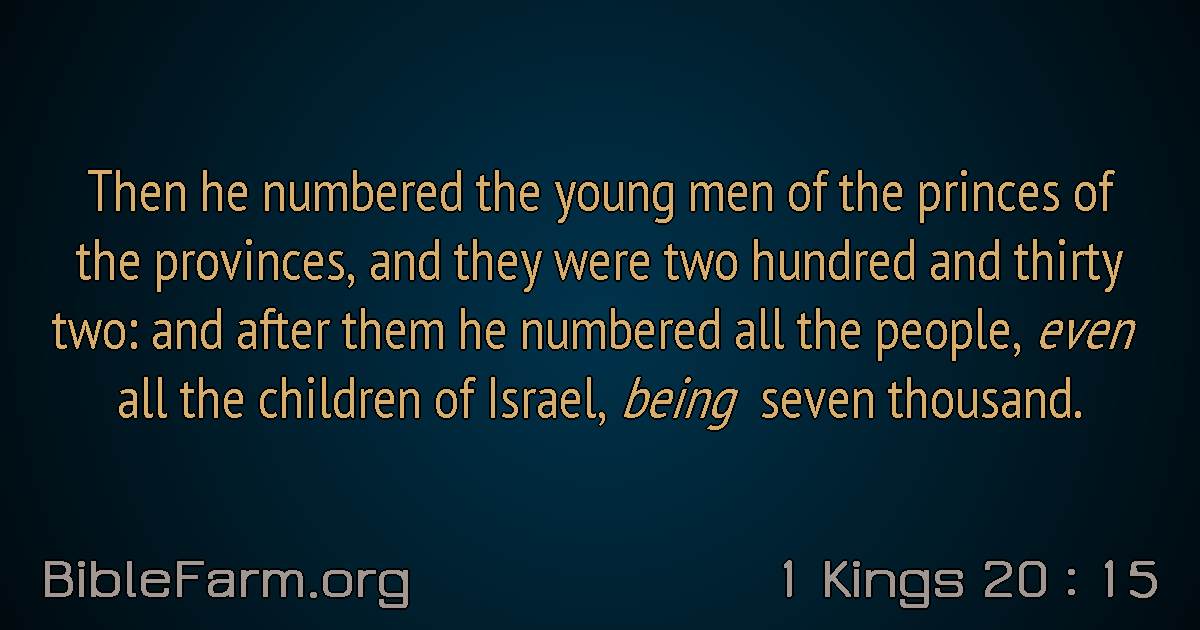 Then he numbered the young men of the princes of
the provinces, and they were two hundred and thirty
two: and after them he numbered all the people, even
all the children of Israel, being seven thousand.
BibleFarm.org
1 Kings 20 : 15